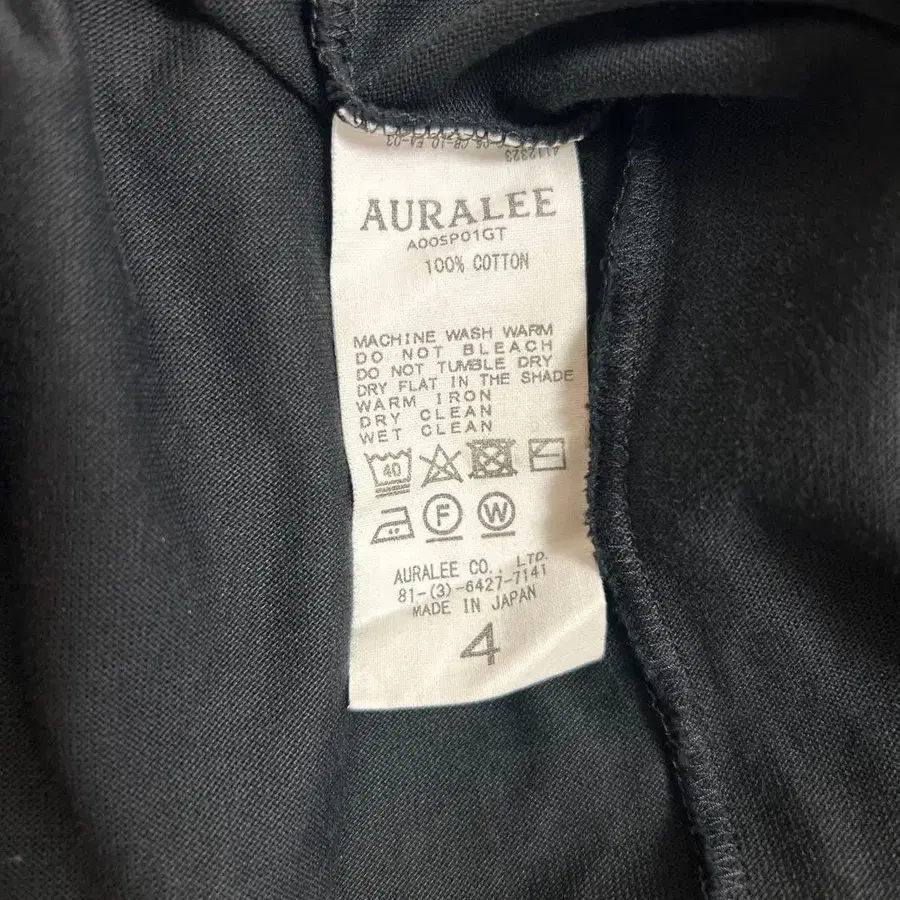 AURALEE
A00SP01GT
100% COTTON
MACHINE WASH WARM
DO NOT BLEACH
DO NOT TUMBLE DRY
DRY FLAT IN THE SHADE
WARM IRON
DRY CLEAN
WET CLEAN
40
F W
AURALEE CO., LTD.
81-(3)-6427-7141
MADE IN JAPAN
4